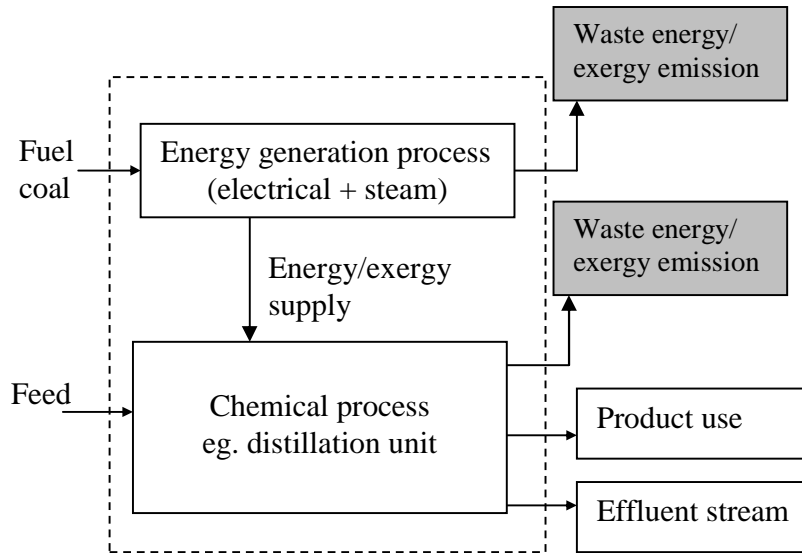 Waste energy/
exergy emission
Fuel
coal
Energy generation process
(electrical + steam)
Waste energy/
exergy emission
Energy/exergy
supply
Feed
Chemical process
eg. distillation unit
Product use
Effluent stream